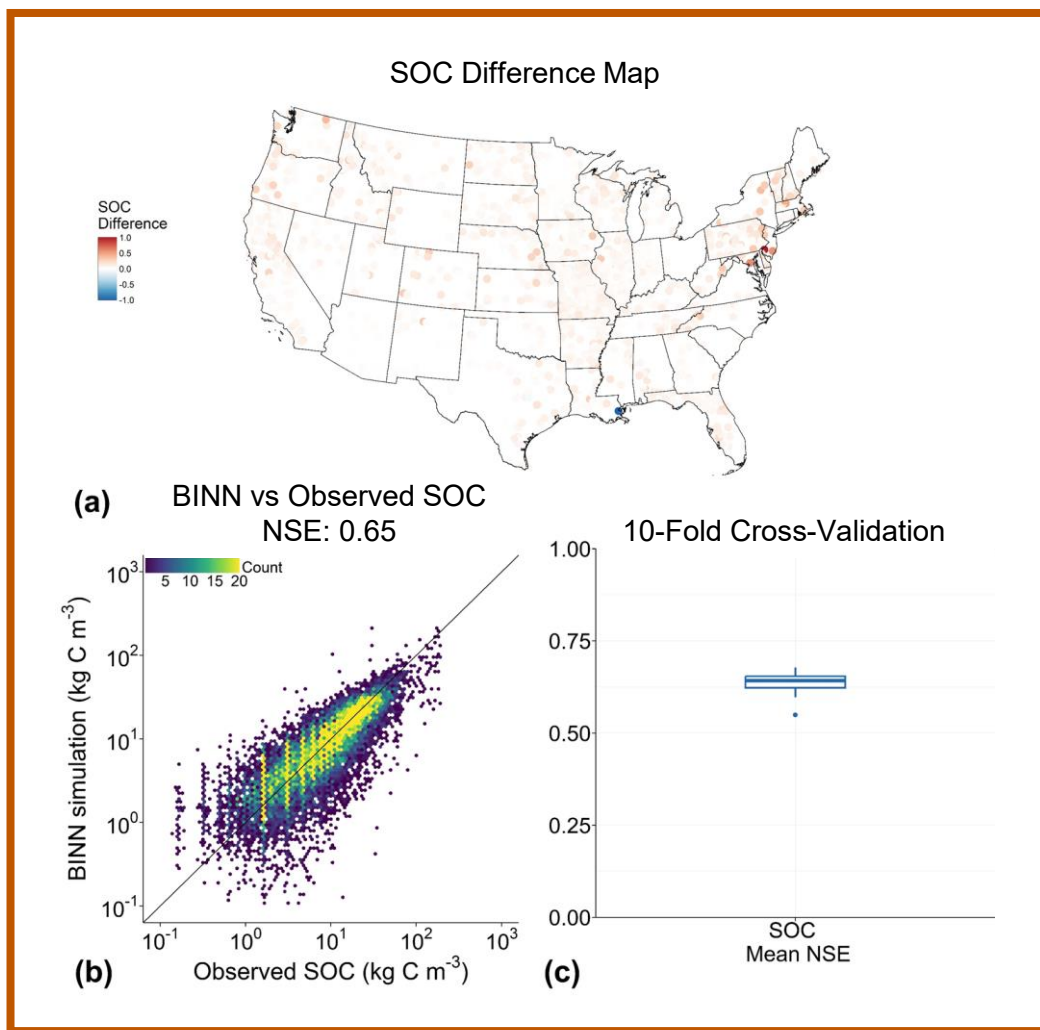 SOC Difference Map
SOC
Difference
1.0
0.5
0.0
-0.5
-1.0
(a)
BINN vs Observed SOC
NSE: 0.65
10³
10²
10¹
10⁰
10⁻¹
BINN simulation (kg C m⁻³)
Count
5 10 15 20
10⁻¹ 10⁰ 10¹ 10² 10³
(b) Observed SOC (kg C m⁻³)
10-Fold Cross-Validation
1.00
0.75
0.50
0.25
0.00
SOC
(c) Mean NSE